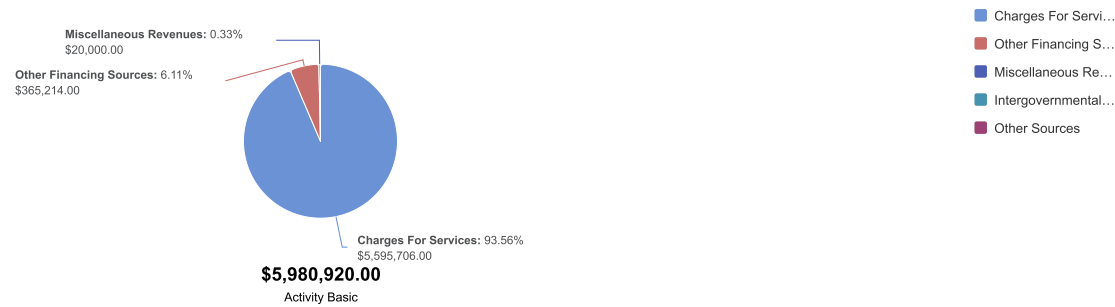 Miscellaneous Revenues: 0.33%
$20,000.00
Other Financing Sources: 6.11%
$365,214.00
Charges For Services: 93.56%
$5,595,706.00
$5,980,920.00
Activity Basic
Charges For Servi...
Other Financing S...
Miscellaneous Re...
Intergovernmental...
Other Sources